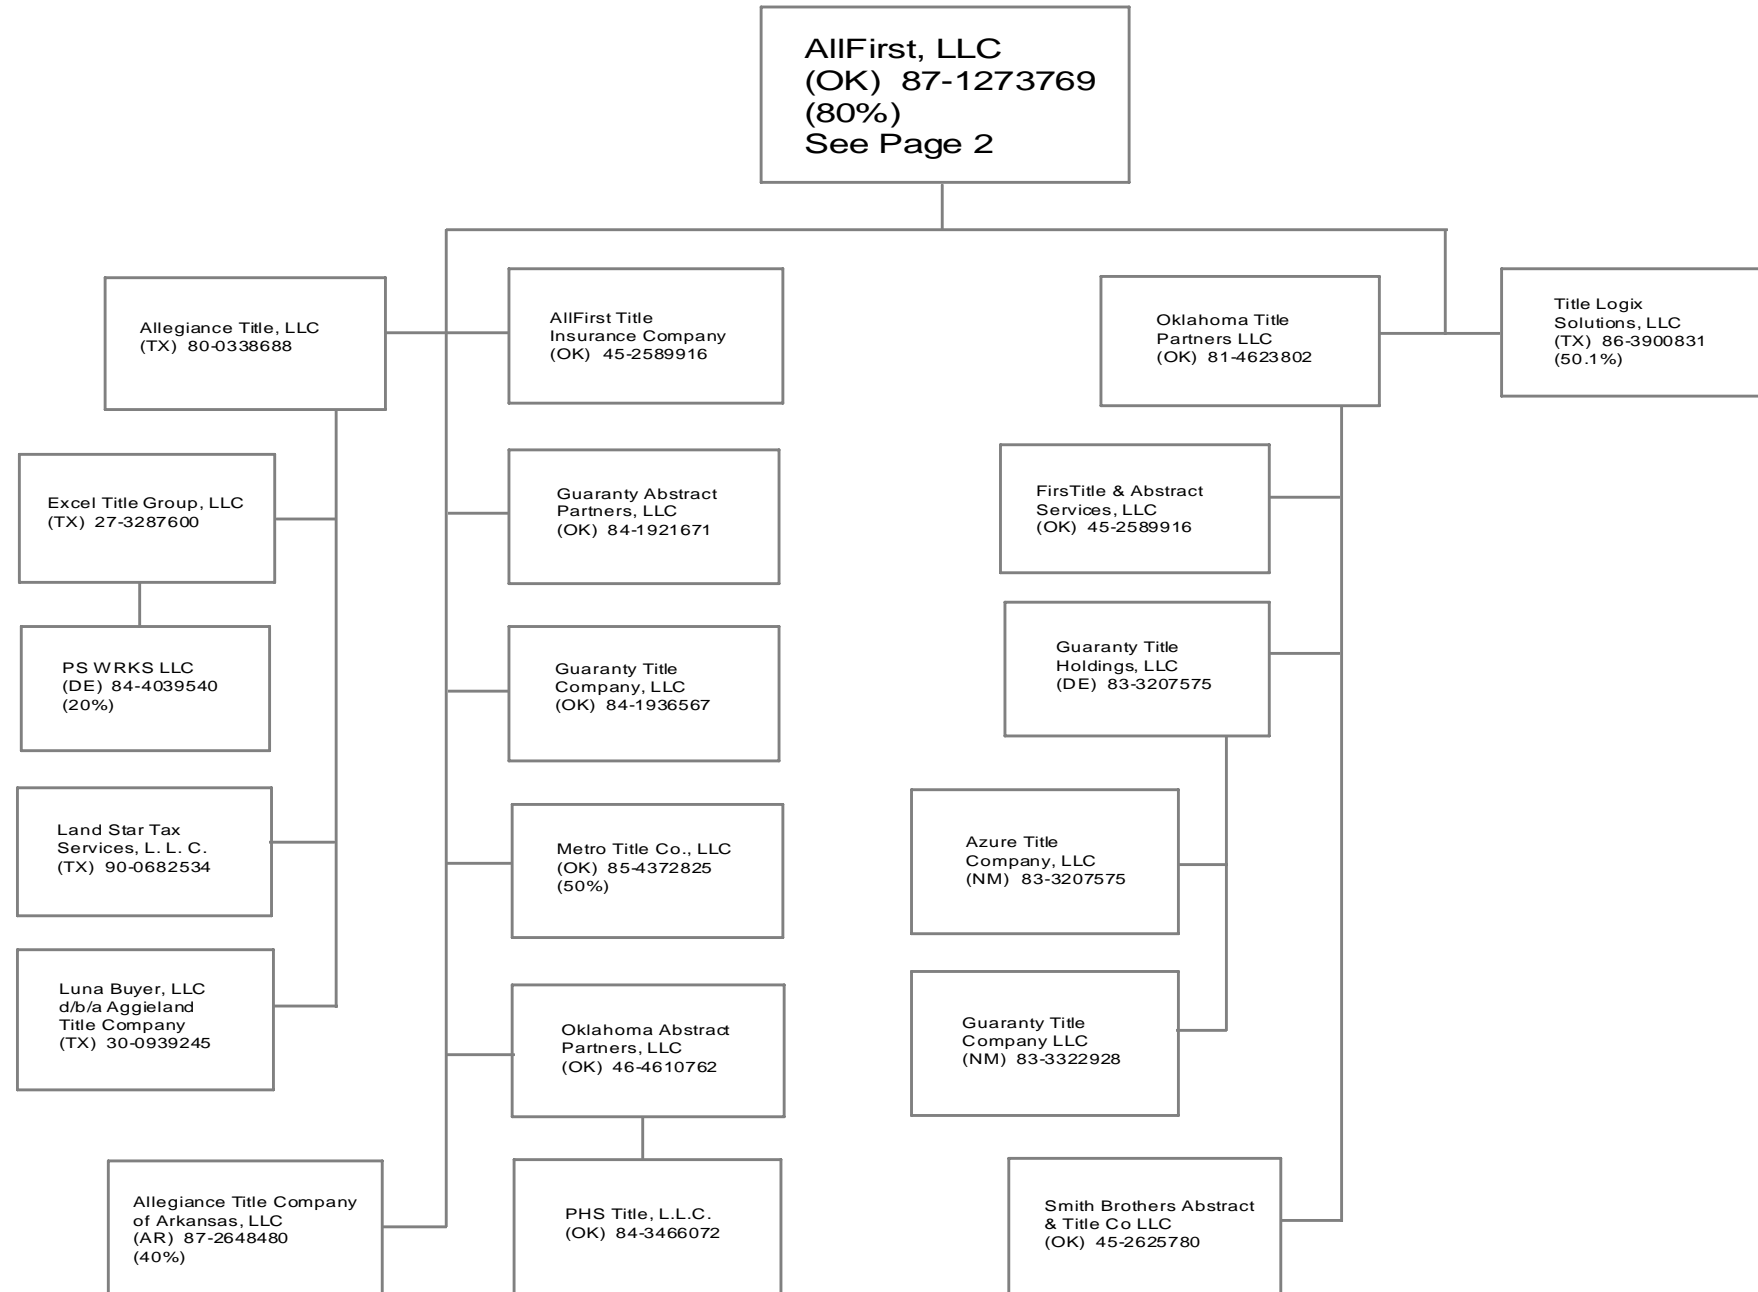 AllFirst, LLC
(OK) 87-1273769
(80%)
See Page 2
Allegiance Title, LLC
(TX) 80-0338688
AllFirst Title
Insurance Company
(OK) 45-2589916
Oklahoma Title
Partners LLC
(OK) 81-4623802
Title Logix
Solutions, LLC
(TX) 86-3900831
(50.1%)
Excel Title Group, LLC
(TX) 27-3287600
Guaranty Abstract
Partners, LLC
(OK) 84-1921671
FirsTitle & Abstract
Services, LLC
(OK) 45-2589916
PS WRKS LLC
(DE) 84-4039540
(20%)
Guaranty Title
Company, LLC
(OK) 84-1936567
Guaranty Title
Holdings, LLC
(DE) 83-3207575
Land Star Tax
Services, L. L. C.
(TX) 90-0682534
Metro Title Co., LLC
(OK) 85-4372825
(50%)
Azure Title
Company, LLC
(NM) 83-3207575
Luna Buyer, LLC
d/b/a Aggieland
Title Company
(TX) 30-0939245
Oklahoma Abstract
Partners, LLC
(OK) 46-4610762
Guaranty Title
Company LLC
(NM) 83-3322928
Allegiance Title Company
of Arkansas, LLC
(AR) 87-2648480
(40%)
PHS Title, L.L.C.
(OK) 84-3466072
Smith Brothers Abstract
& Title Co LLC
(OK) 45-2625780